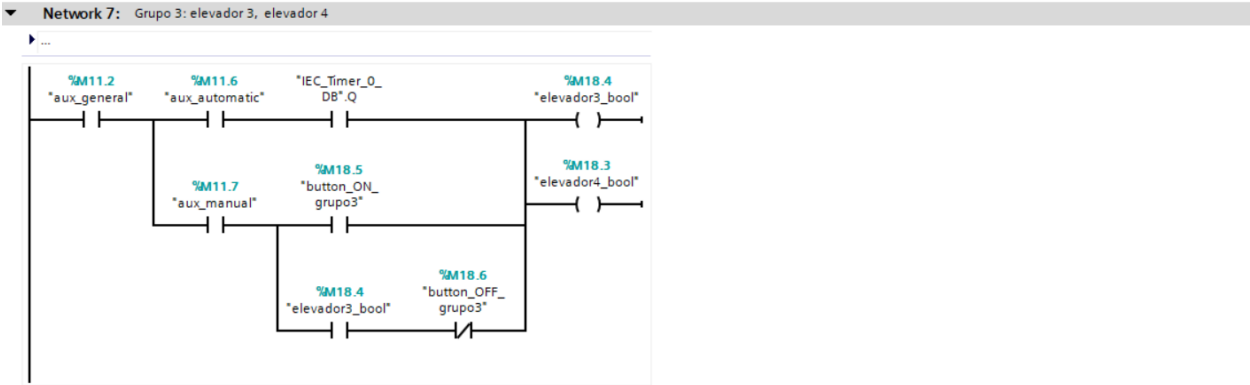 Network 7: Grupo 3: elevador 3, elevador 4
...
%M11.2
"aux_general"
%M11.6
"aux_automatic"
"IEC_Timer_0_
DB".Q
%M18.4
"elevador3_bool"
%M18.3
"elevador4_bool"
%M11.7
"aux_manual"
%M18.5
"button_ON_
grupo3"
%M18.4
"elevador3_bool"
%M18.6
"button_OFF_
grupo3"